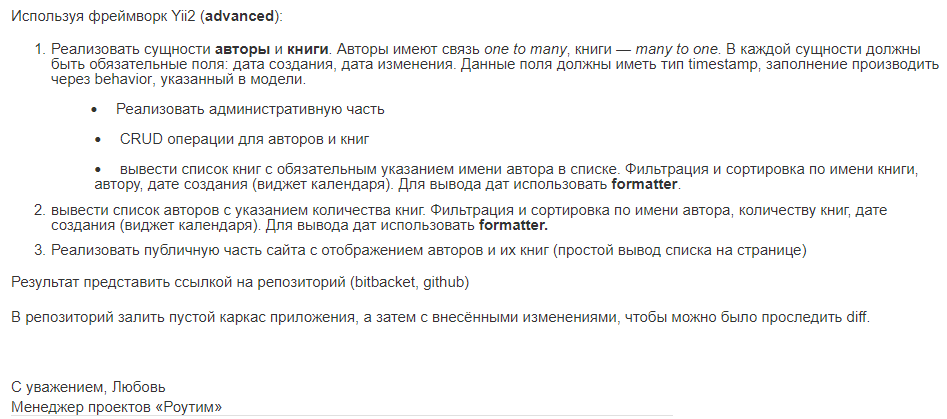 Используя фреймворк Yii2 (advanced):
1. Реализовать сущности авторы и книги. Авторы имеют связь one to many, книги — many to one. В каждой сущности должны
быть обязательные поля: дата создания, дата изменения. Данные поля должны иметь тип timestamp, заполнение производить
через behavior, указанный в модели.
• Реализовать административную часть
• CRUD операции для авторов и книг
• вывести список книг с обязательным указанием имени автора в списке. Фильтрация и сортировка по имени книги,
автору, дате создания (виджет календаря). Для вывода дат использовать formatter.
2. вывести список авторов с указанием количества книг. Фильтрация и сортировка по имени автора, количеству книг, дате
создания (виджет календаря). Для вывода дат использовать formatter.
3. Реализовать публичную часть сайта с отображением авторов и их книг (простой вывод списка на странице)
Результат представить ссылкой на репозиторий (bitbacket, github)
В репозиторий залить пустой каркас приложения, а затем с внесёнными изменениями, чтобы можно было проследить diff.
С уважением, Любовь
Менеджер проектов «Роутим»